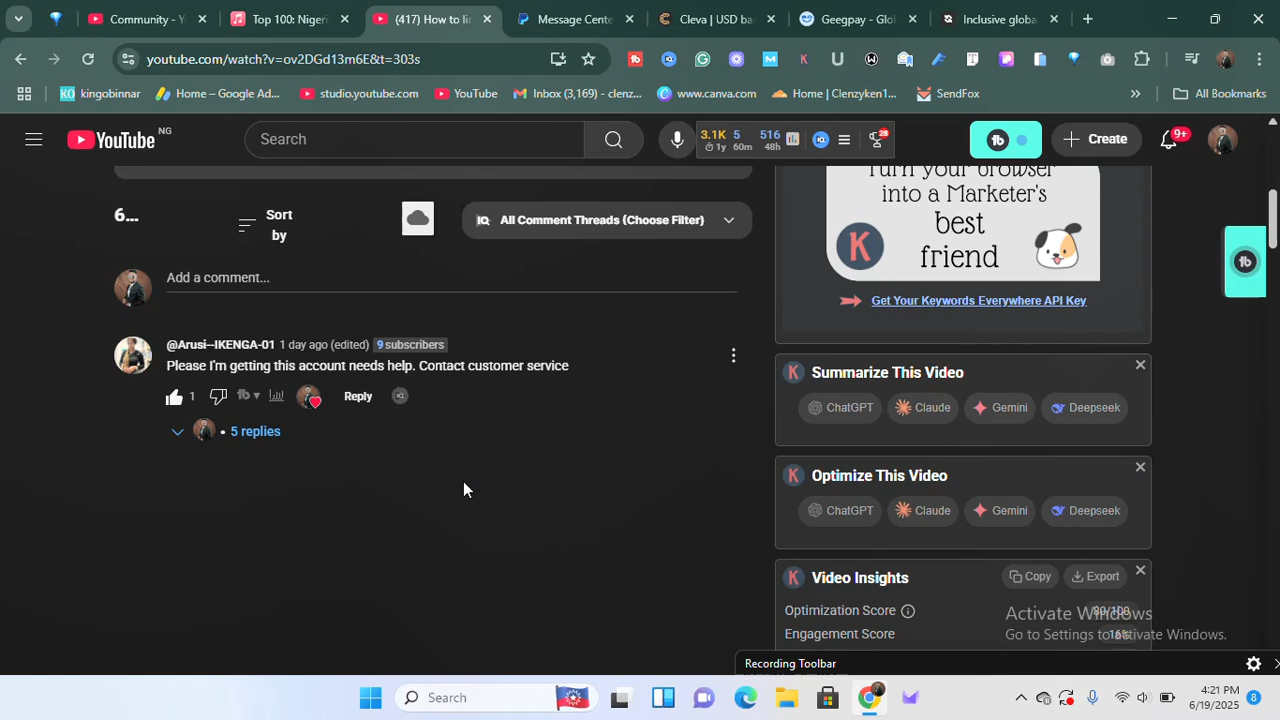 Community - Y
Top 100: Nigeri
(417) How to lin
Message Cente
Cleva | USD ba
Geegpay - Glo
Inclusive globa
youtube.com/watch?v=ov2DGd13m6E&t=303s
kingobinnar
Home – Google Ad...
studio.youtube.com
YouTube
Inbox (3,169) - clenz...
www.canva.com
Home | Clenzyken1...
SendFox
All Bookmarks
YouTube NG
Search
3.1K 5 516
1y 60m 48h
28
Create
9+
6...
Sort by
All Comment Threads (Choose Filter)
Add a comment...
@Arusi--IKENGA-01 1 day ago (edited) 9 subscribers
Please I'm getting this account needs help. Contact customer service
1
Reply
5 replies
Turn your browser
into a Marketer's
best
friend
Get Your Keywords Everywhere API Key
Summarize This Video
ChatGPT Claude Gemini Deepseek
Optimize This Video
ChatGPT Claude Gemini Deepseek
Video Insights Copy Export
Optimization Score 80/100
Engagement Score 16%
Activate Windows
Go to Settings to activate Windows.
Recording Toolbar
Search
4:21 PM
6/19/2025
8